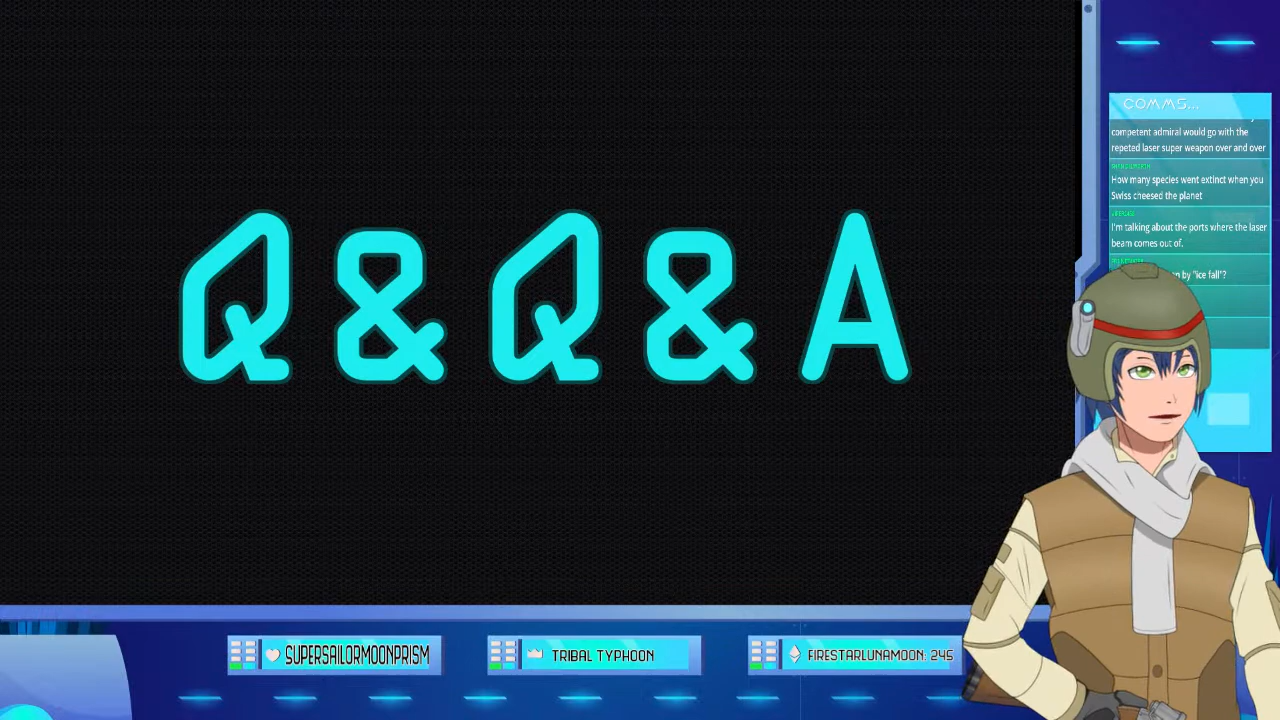 Q&Q&A
COMMS...
competent admiral would go with the
repeted laser super weapon over and over
How many species went extinct when you
Swiss cheesed the planet
I'm talking about the ports where the laser
beam comes out of.
n by "ice fall"?
SUPERSAILORMOONPRISM
TRIBAL TYPHOON
FIRESTARLUNAMOON: 245